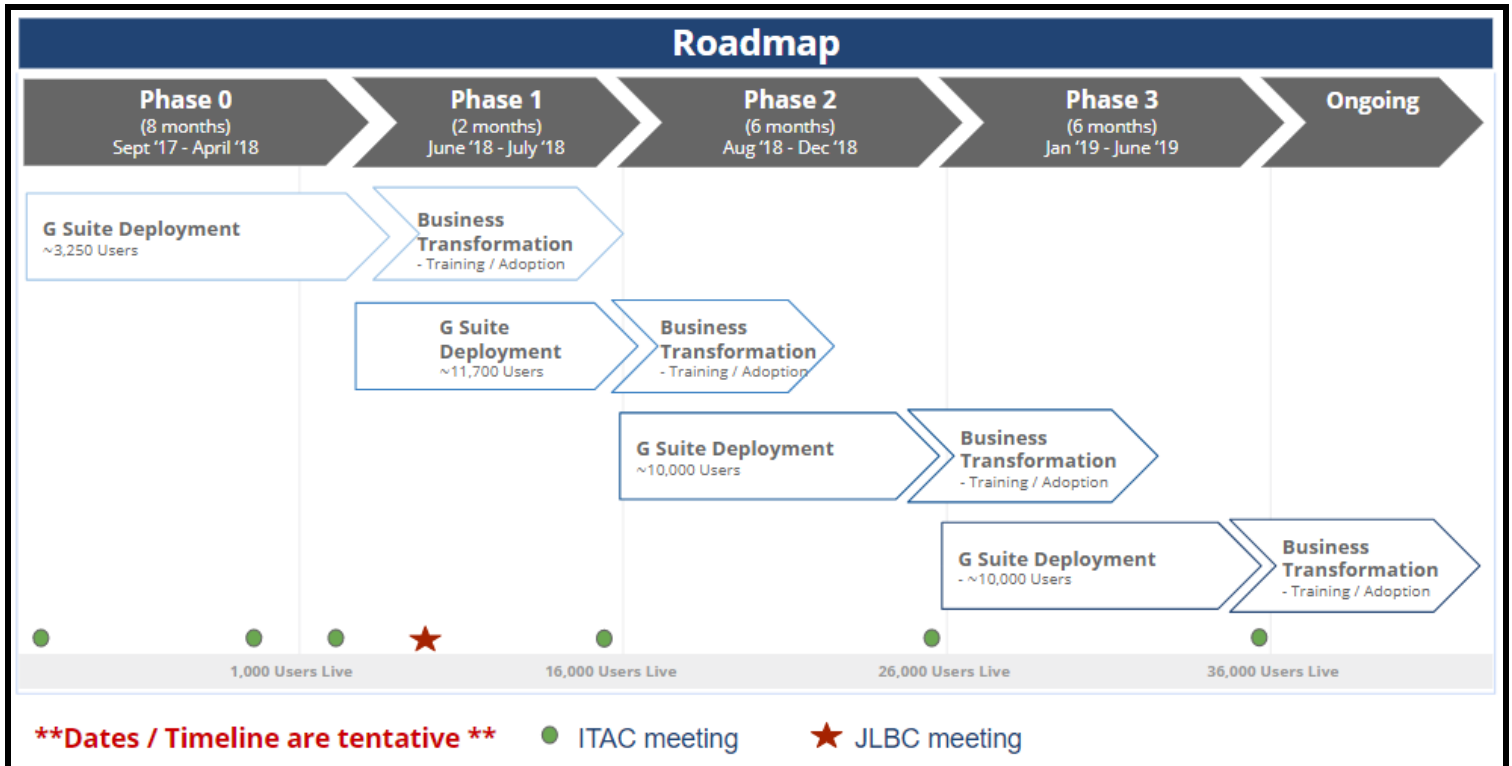 Roadmap
Phase 0
(8 months)
Sept ‘17 - April ‘18
Phase 1
(2 months)
June ‘18 - July ‘18
Phase 2
(6 months)
Aug ‘18 - Dec ‘18
Phase 3
(6 months)
Jan ‘19 - June ‘19
Ongoing
G Suite Deployment
~3,250 Users
Business
Transformation
- Training / Adoption
G Suite
Deployment
~11,700 Users
Business
Transformation
- Training / Adoption
G Suite Deployment
~10,000 Users
Business
Transformation
- Training / Adoption
G Suite Deployment
- ~10,000 Users
Business
Transformation
- Training / Adoption
1,000 Users Live
16,000 Users Live
26,000 Users Live
36,000 Users Live
**Dates / Timeline are tentative **
ITAC meeting
JLBC meeting